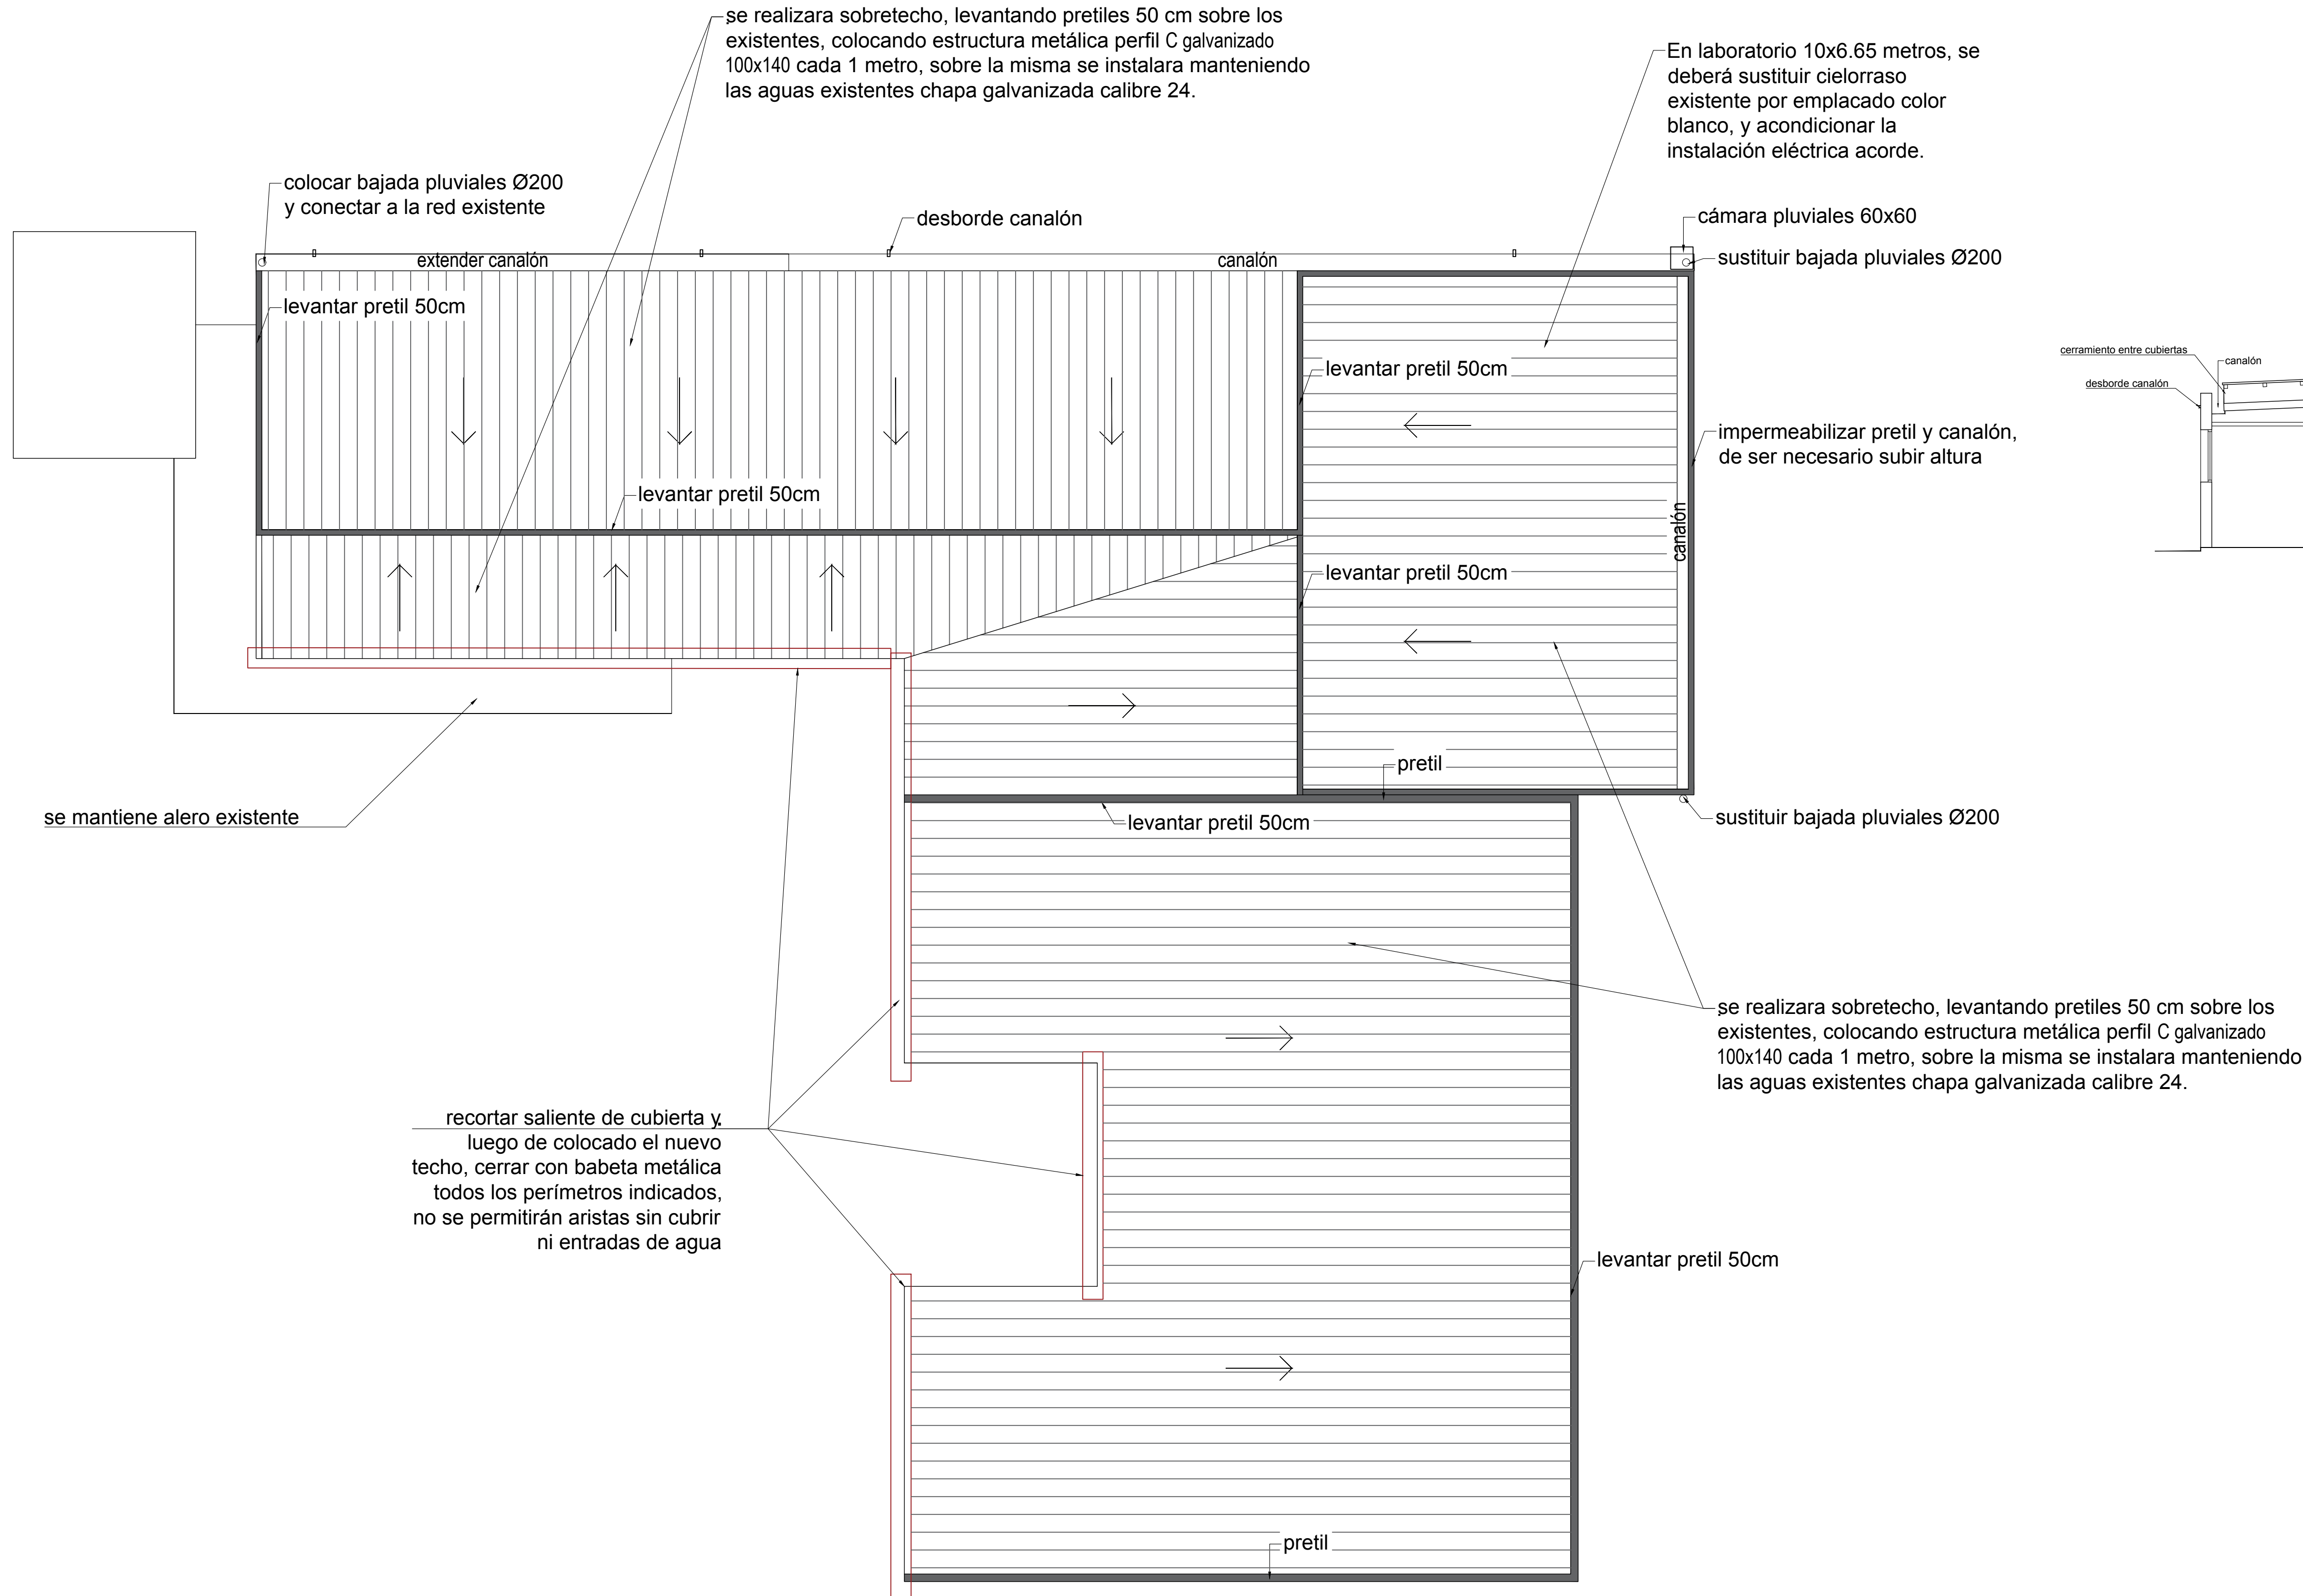 se realizara sobretecho, levantando pretiles 50 cm sobre los
existentes, colocando estructura metálica perfil C galvanizado
100x140 cada 1 metro, sobre la misma se instalara manteniendo
las aguas existentes chapa galvanizada calibre 24.
En laboratorio 10x6.65 metros, se
deberá sustituir cielorraso
existente por emplacado color
blanco, y acondicionar la
instalación eléctrica acorde.
colocar bajada pluviales Ø200
y conectar a la red existente
desborde canalón
cámara pluviales 60x60
extender canalón
canalón
sustituir bajada pluviales Ø200
levantar pretil 50cm
levantar pretil 50cm
cerramiento entre cubiertas
canalón
desborde canalón
impermeabilizar pretil y canalón,
de ser necesario subir altura
levantar pretil 50cm
canalón
levantar pretil 50cm
pretil
se mantiene alero existente
levantar pretil 50cm
sustituir bajada pluviales Ø200
se realizara sobretecho, levantando pretiles 50 cm sobre los
existentes, colocando estructura metálica perfil C galvanizado
100x140 cada 1 metro, sobre la misma se instalara manteniendo
las aguas existentes chapa galvanizada calibre 24.
recortar saliente de cubierta y
luego de colocado el nuevo
techo, cerrar con babeta metálica
todos los perímetros indicados,
no se permitirán aristas sin cubrir
ni entradas de agua
levantar pretil 50cm
pretil